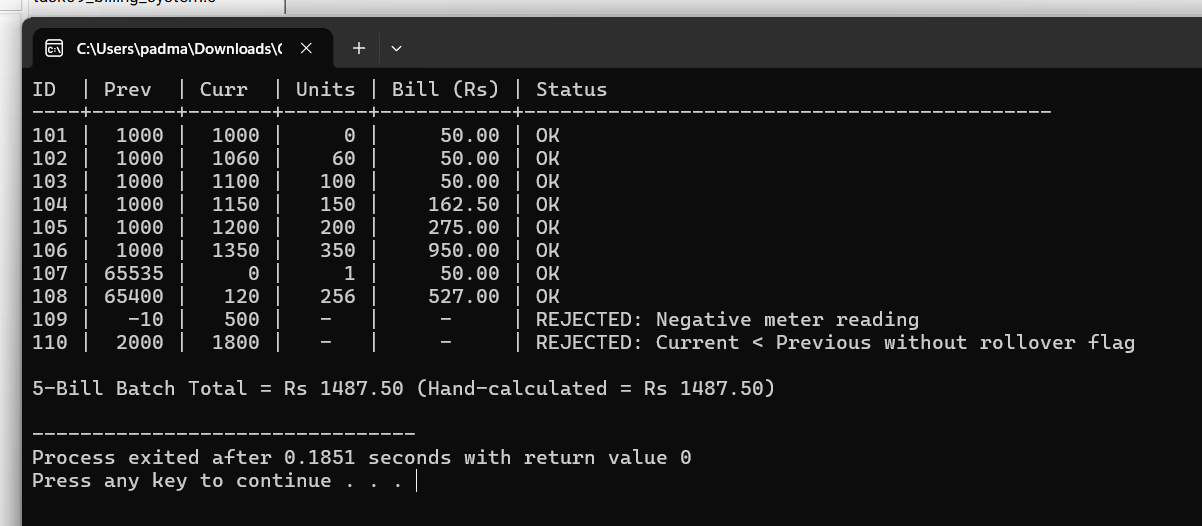 task09_billing_system.c
C:\Users\padma\Downloads\C
ID  | Prev  | Curr  | Units | Bill (Rs) | Status
----+-------+-------+-------+-----------+--------------------------------------------
101 |  1000 |  1000 |     0 |     50.00 | OK
102 |  1000 |  1060 |    60 |     50.00 | OK
103 |  1000 |  1100 |   100 |     50.00 | OK
104 |  1000 |  1150 |   150 |    162.50 | OK
105 |  1000 |  1200 |   200 |    275.00 | OK
106 |  1000 |  1350 |   350 |    950.00 | OK
107 | 65535 |     0 |     1 |     50.00 | OK
108 | 65400 |   120 |   256 |    527.00 | OK
109 |   -10 |   500 |   -   |     -     | REJECTED: Negative meter reading
110 |  2000 |  1800 |   -   |     -     | REJECTED: Current < Previous without rollover flag
5-Bill Batch Total = Rs 1487.50 (Hand-calculated = Rs 1487.50)
--------------------------------
Process exited after 0.1851 seconds with return value 0
Press any key to continue . . .